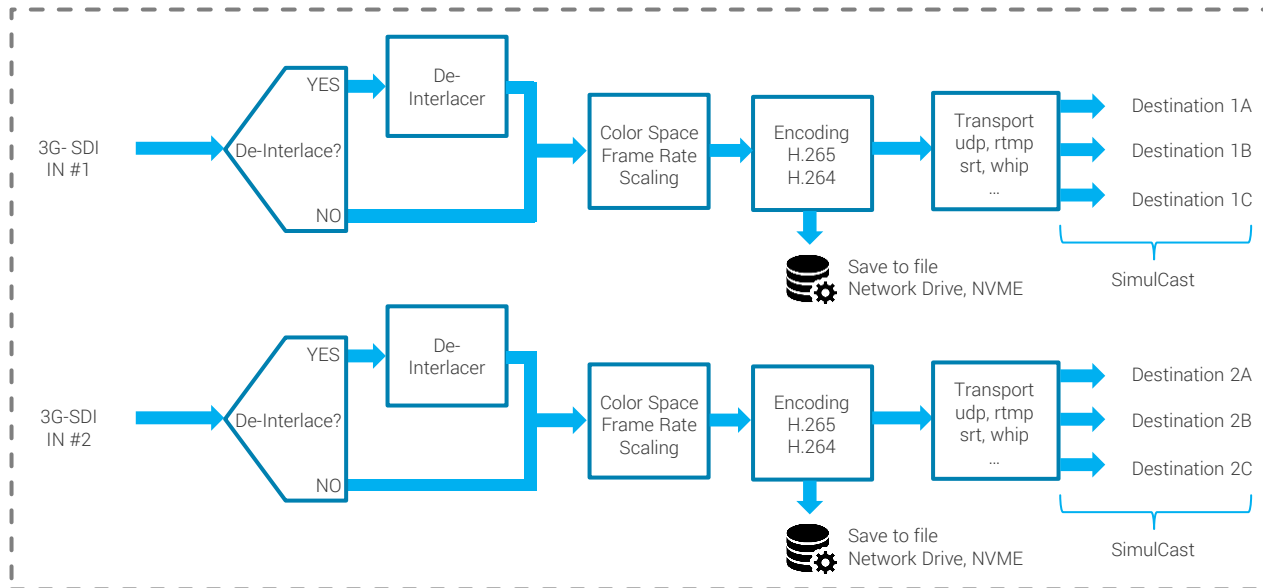 YES
De-
Interlacer
3G- SDI
IN #1
De-Interlace?
NO
Color Space
Frame Rate
Scaling
Encoding
H.265
H.264
Transport
udp, rtmp
srt, whip
...
Destination 1A
Destination 1B
Destination 1C
Save to file
Network Drive, NVME
SimulCast
YES
De-
Interlacer
3G-SDI
IN #2
De-Interlace?
NO
Color Space
Frame Rate
Scaling
Encoding
H.265
H.264
Transport
udp, rtmp
srt, whip
...
Destination 2A
Destination 2B
Destination 2C
Save to file
Network Drive, NVME
SimulCast